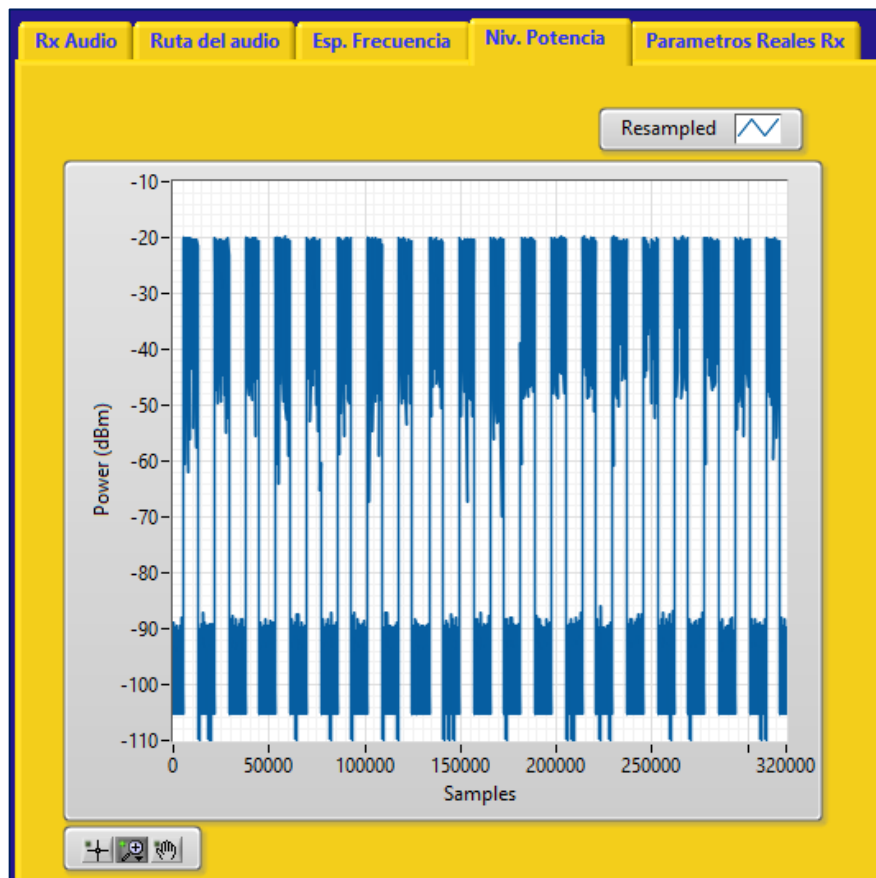 Rx Audio Ruta del audio Esp. Frecuencia Niv. Potencia Parametros Reales Rx
Resampled
-10
-20
-30
-40
-50
-60
-70
-80
-90
-100
-110
Power (dBm)
0 50000 100000 150000 200000 250000 320000
Samples